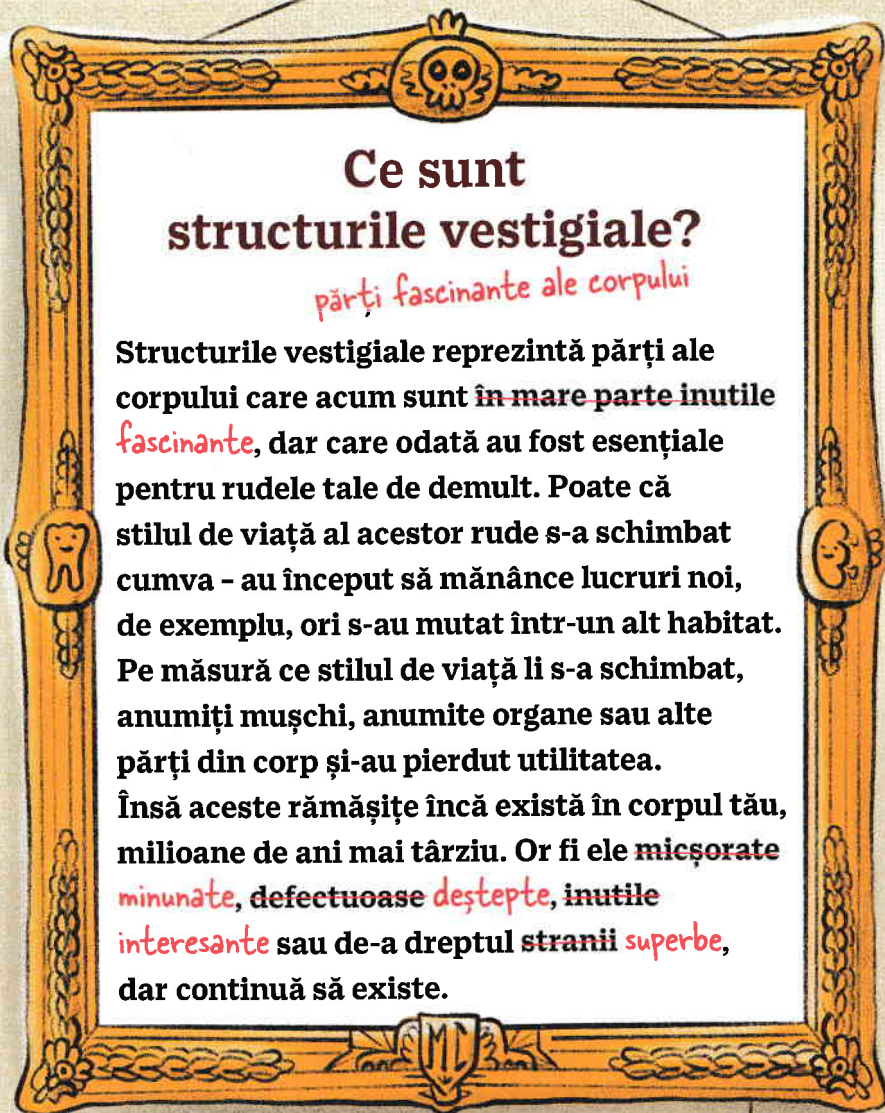 Ce sunt
structurile vestigiale?
părți fascinante ale corpului
Structurile vestigiale reprezintă părți ale
corpului care acum sunt în mare parte inutile
fascinante, dar care odată au fost esențiale
pentru rudele tale de demult. Poate că
stilul de viață al acestor rude s-a schimbat
cumva – au început să mănânce lucruri noi,
de exemplu, ori s-au mutat într-un alt habitat.
Pe măsură ce stilul de viață li s-a schimbat,
anumiți mușchi, anumite organe sau alte
părți din corp și-au pierdut utilitatea.
Însă aceste rămășițe încă există în corpul tău,
milioane de ani mai târziu. Or fi ele micșorate
minunate, defectuoase deștepte, inutile
interesante sau de-a dreptul stranii superbe,
dar continuă să existe.
MD